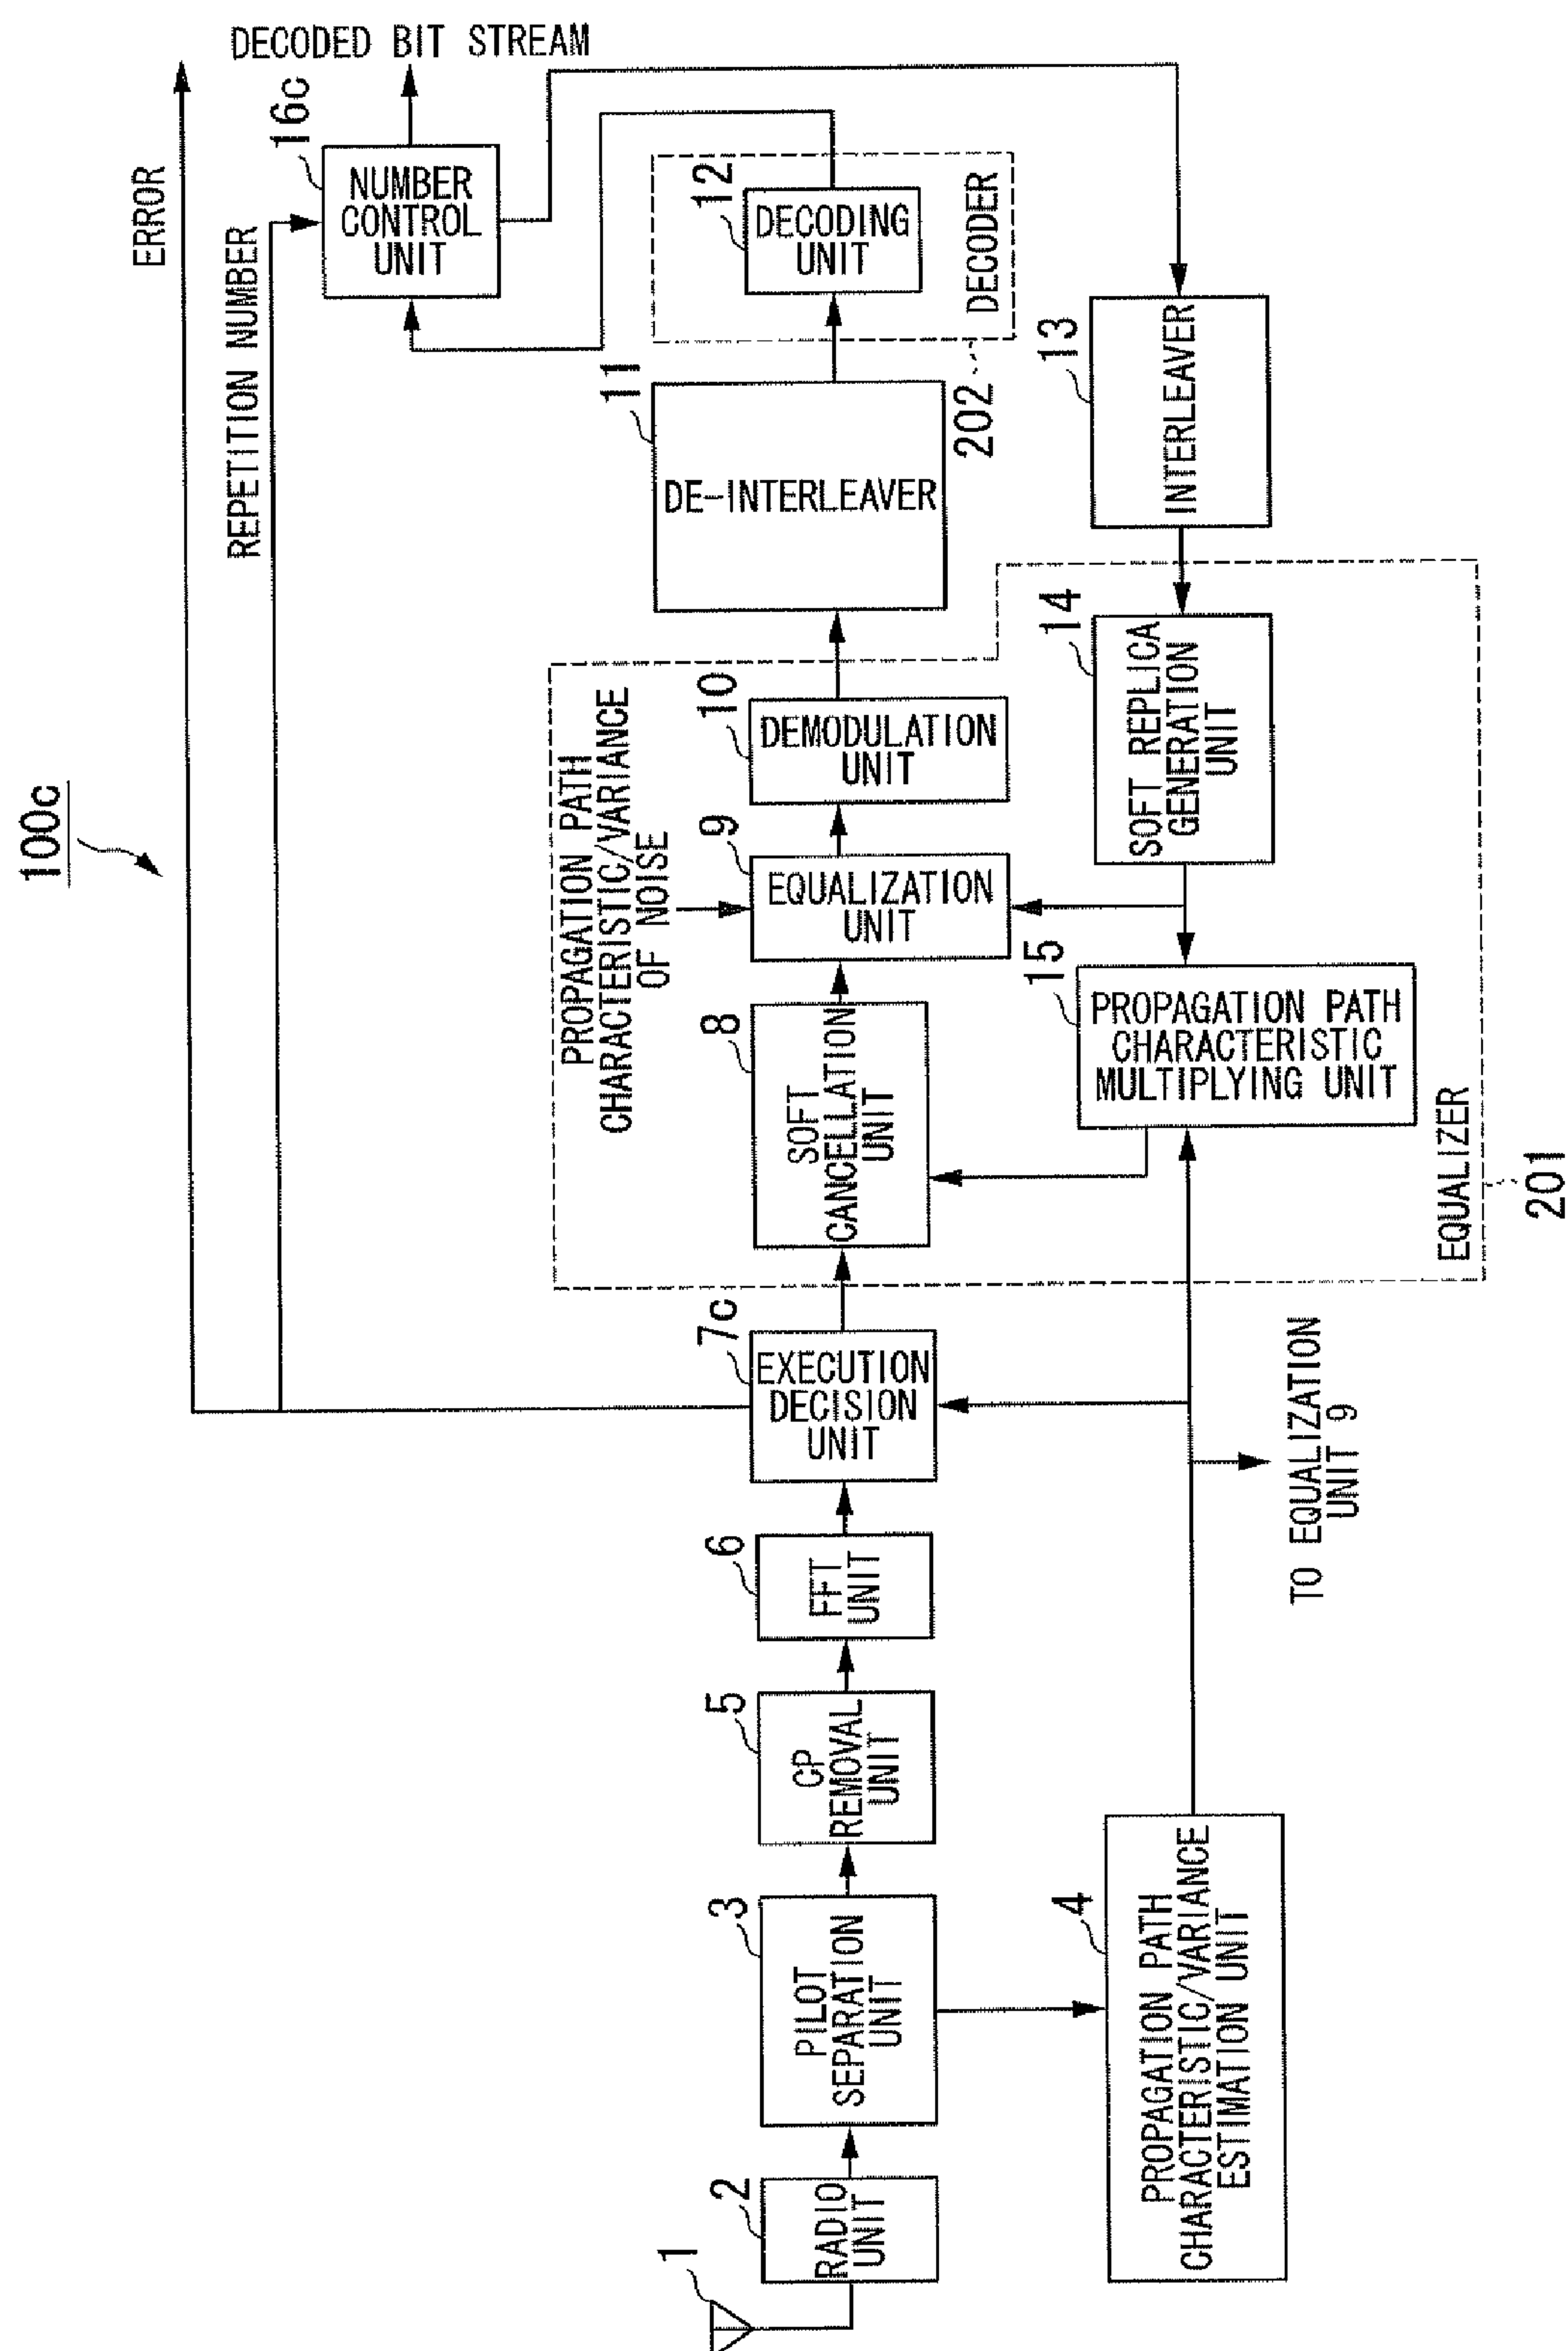 100c
ERROR
REPETITION NUMBER
DECODED BIT STREAM
16c
NUMBER
CONTROL
UNIT
1
2
RADIO
UNIT
3
PILOT
SEPARATION
UNIT
5
CP
REMOVAL
UNIT
6
FFT
UNIT
7c
EXECUTION
DECISION
UNIT
8
SOFT
CANCELLATION
UNIT
PROPAGATION PATH
CHARACTERISTIC/VARIANCE
OF NOISE
9
EQUALIZATION
UNIT
10
DEMODULATION
UNIT
11
DE-INTERLEAVER
12
DECODING
UNIT
DECODER
202
4
PROPAGATION PATH
CHARACTERISTIC/VARIANCE
ESTIMATION UNIT
TO EQUALIZATION
UNIT 9
15
PROPAGATION PATH
CHARACTERISTIC
MULTIPLYING UNIT
14
SOFT REPLICA
GENERATION
UNIT
13
INTERLEAVER
EQUALIZER
201